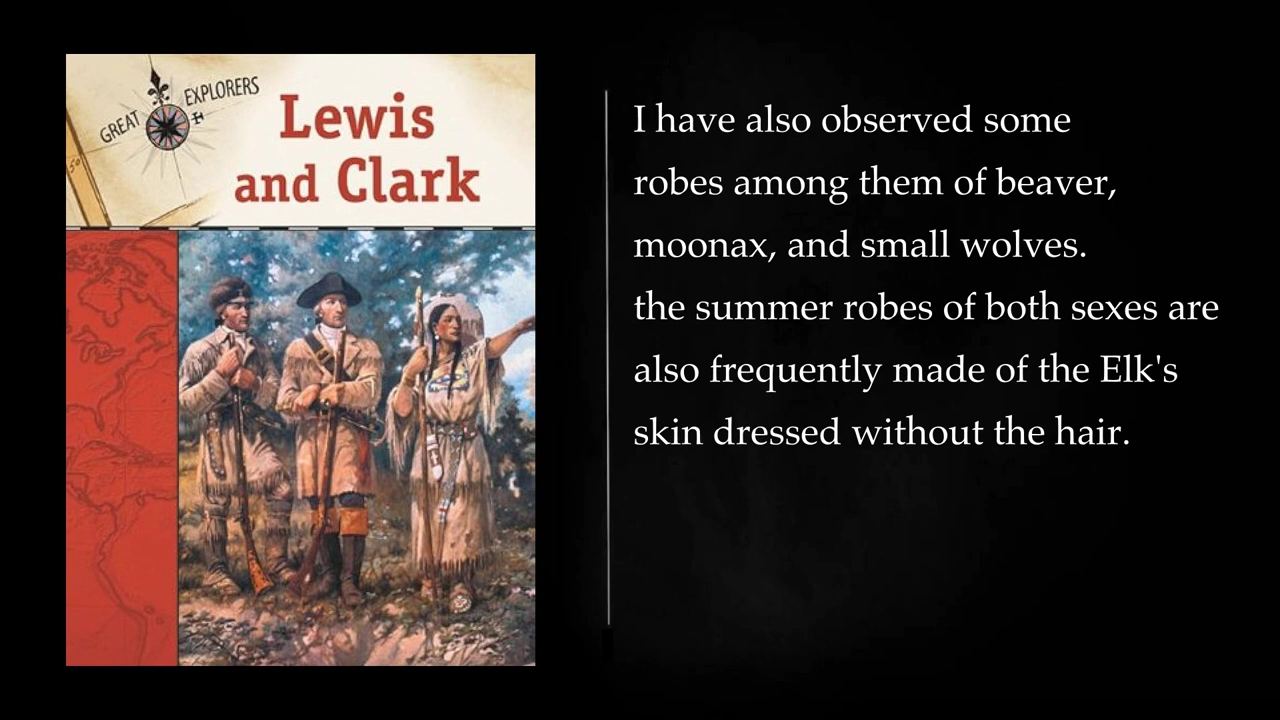 GREAT EXPLORERS
Lewis
and Clark
50
I have also observed some
robes among them of beaver,
moonax, and small wolves.
the summer robes of both sexes are
also frequently made of the Elk's
skin dressed without the hair.